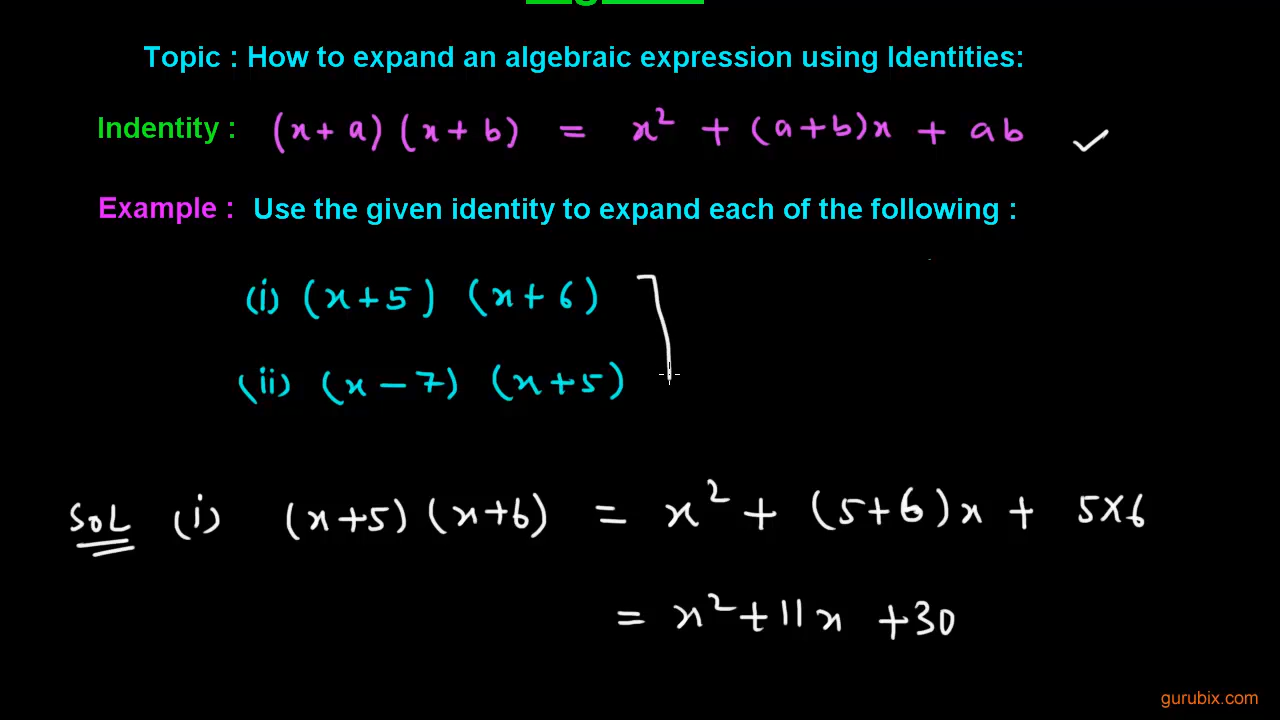 Topic : How to expand an algebraic expression using Identities:
Indentity : (x + a) (x + b) = x² + (a+b)x + ab
Example : Use the given identity to expand each of the following :
(i) (x+5) (x+6)
(ii) (x-7) (x+5)
SOL (i) (x+5) (x+6) = x² + (5+6)x + 5×6
= x² + 11x + 30
gurubix.com